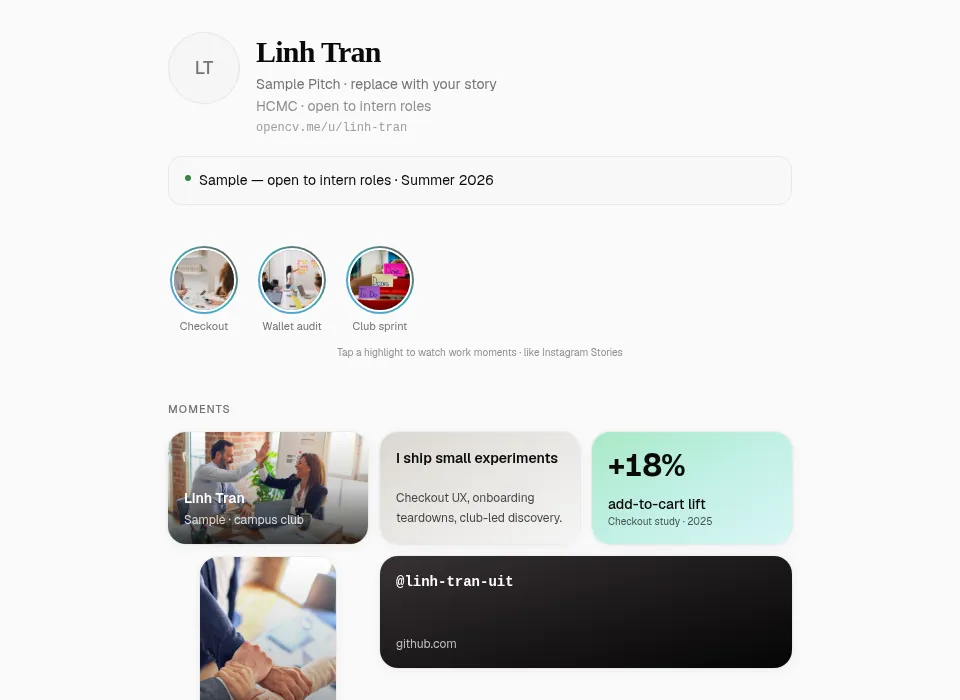 LT
Linh Tran
Sample Pitch · replace with your story
HCMC · open to intern roles
opencv.me/u/linh-tran
Sample — open to intern roles · Summer 2026
To Do
Checkout
Wallet audit
Club sprint
Tap a highlight to watch work moments · like Instagram Stories
MOMENTS
Linh Tran
Sample · campus club
I ship small experiments
Checkout UX, onboarding
teardowns, club-led discovery.
+18%
add-to-cart lift
Checkout study · 2025
@linh-tran-uit
github.com